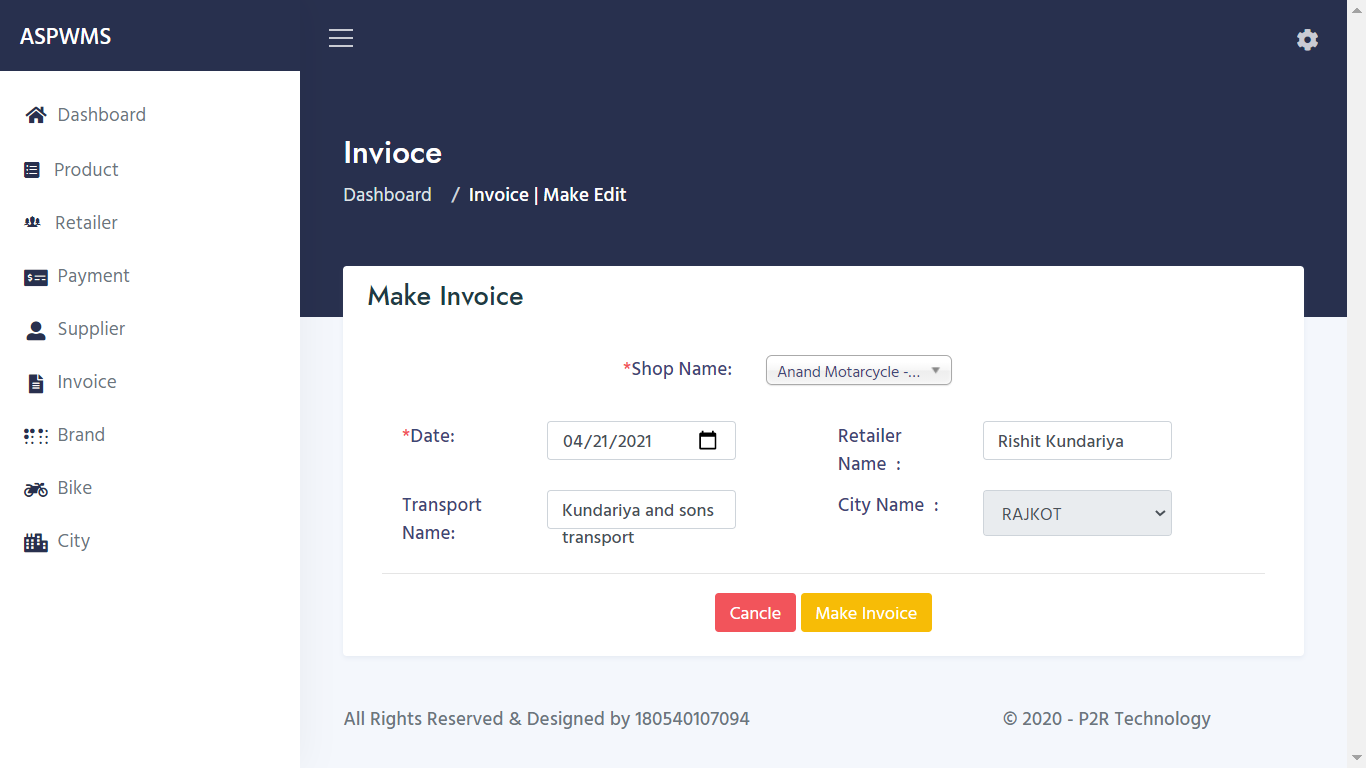 ASPWMS
Dashboard
Product
Retailer
Payment
Supplier
Invoice
Brand
Bike
City
Invioce
Dashboard / Invoice | Make Edit
Make Invoice
*Shop Name: Anand Motarcycle -...
*Date: 04/21/2021
Retailer
Name :
Rishit Kundariya
Transport
Name:
Kundariya and sons
transport
City Name : RAJKOT
Cancle Make Invoice
All Rights Reserved & Designed by 180540107094
© 2020 - P2R Technology